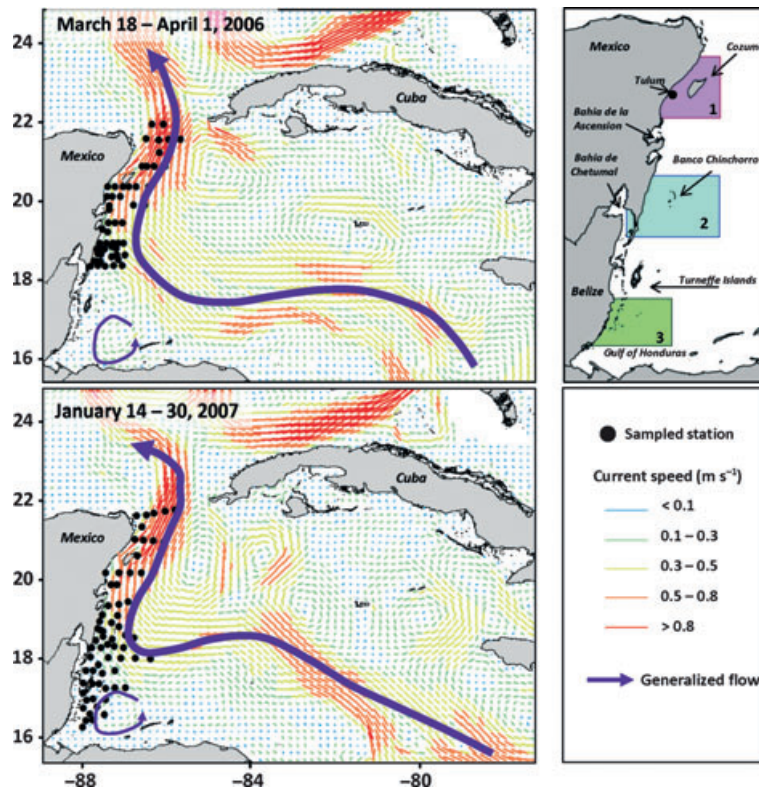 March 18 – April 1, 2006
24
22
20
18
16
Mexico
Cuba
January 14 – 30, 2007
24
22
20
18
16
Mexico
Cuba
–88
–84
–80
Mexico
Cozum
Tulum
1
Bahia de la
Ascension
Bahia de
Chetumal
Banco Chinchorro
2
Turneffe Islands
Belize
3
Gulf of Honduras
Sampled station
Current speed (m s⁻¹)
< 0.1
0.1 – 0.3
0.3 – 0.5
0.5 – 0.8
> 0.8
Generalized flow